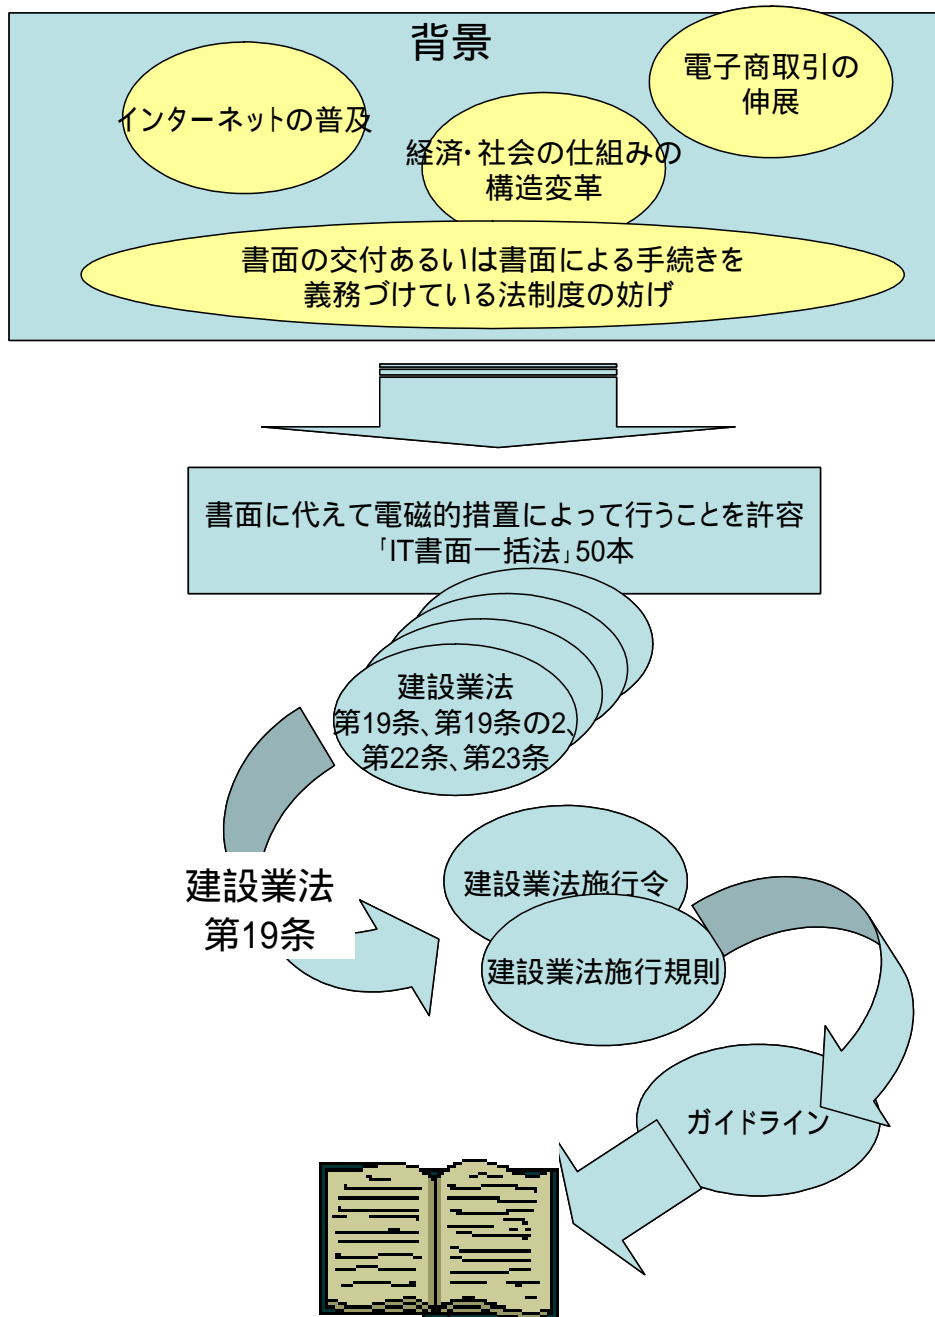 背景
インターネットの普及
電子商取引の
伸展
経済・社会の仕組みの
構造変革
書面の交付あるいは書面による手続きを
義務づけている法制度の妨げ
書面に代えて電磁的措置によって行うことを許容
「IT書面一括法」50本
建設業法
第19条、第19条の2、
第22条、第23条
建設業法
第19条
建設業法施行令
建設業法施行規則
ガイドライン